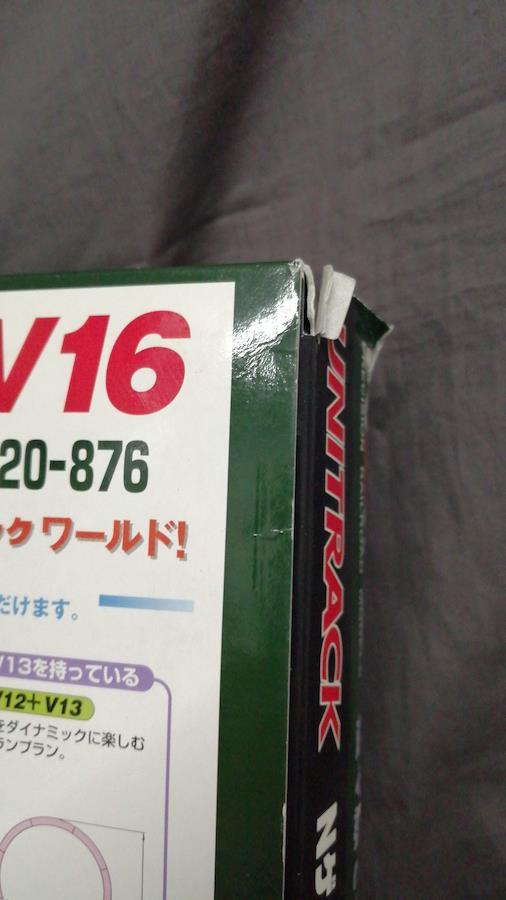 V16
20-876
ックワールド!
だけます。
V13を持っている
V12+V13
をダイナミックに楽しむ
ランプラン。
UNITRACK
Nゲ